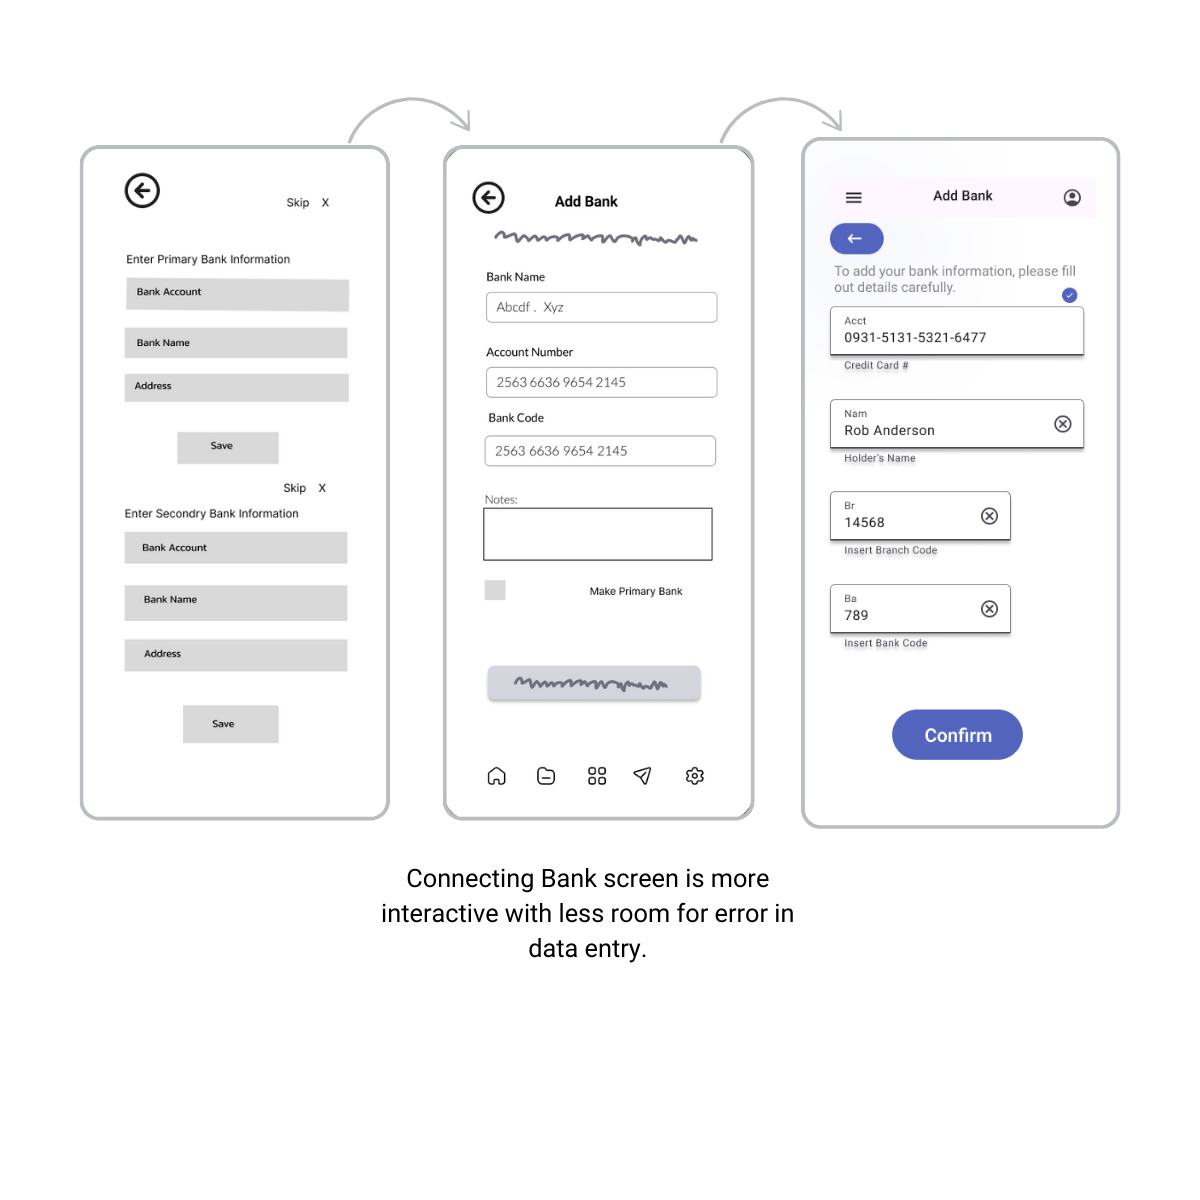 Skip X
Enter Primary Bank Information
Bank Account
Bank Name
Address
Save
Skip X
Enter Secondry Bank Information
Bank Account
Bank Name
Address
Save
Add Bank
Bank Name
Abcdf . Xyz
Account Number
2563 6636 9654 2145
Bank Code
2563 6636 9654 2145
Notes:
Make Primary Bank
Add Bank
To add your bank information, please fill
out details carefully.
Acct
0931-5131-5321-6477
Credit Card #
Nam
Rob Anderson
Holder's Name
Br
14568
Insert Branch Code
Ba
789
Insert Bank Code
Confirm
Connecting Bank screen is more
interactive with less room for error in
data entry.